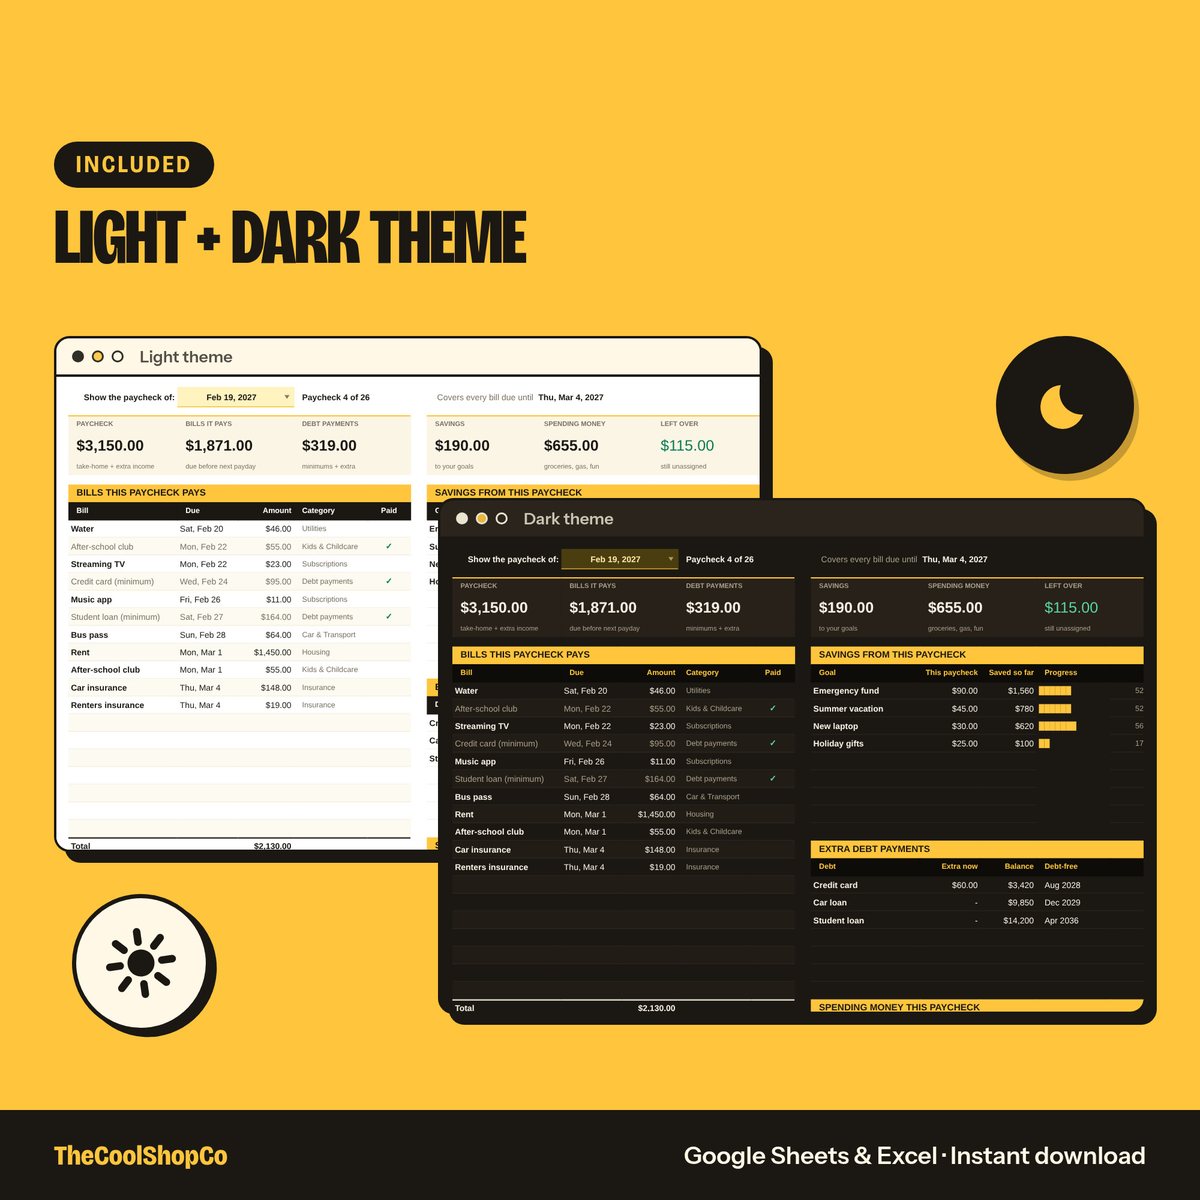 INCLUDED
LIGHT + DARK THEME
Light theme
Show the paycheck of: Feb 19, 2027 Paycheck 4 of 26 Covers every bill due until Thu, Mar 4, 2027
PAYCHECK BILLS IT PAYS DEBT PAYMENTS SAVINGS SPENDING MONEY LEFT OVER
$3,150.00 $1,871.00 $319.00 $190.00 $655.00 $115.00
take-home + extra income due before next payday minimums + extra to your goals groceries, gas, fun still unassigned
BILLS THIS PAYCHECK PAYS SAVINGS FROM THIS PAYCHECK
Bill Due Amount Category Paid
Water Sat, Feb 20 $46.00 Utilities
After-school club Mon, Feb 22 $55.00 Kids & Childcare ✓
Streaming TV Mon, Feb 22 $23.00 Subscriptions
Credit card (minimum) Wed, Feb 24 $95.00 Debt payments ✓
Music app Fri, Feb 26 $11.00 Subscriptions
Student loan (minimum) Sat, Feb 27 $164.00 Debt payments ✓
Bus pass Sun, Feb 28 $64.00 Car & Transport
Rent Mon, Mar 1 $1,450.00 Housing
After-school club Mon, Mar 1 $55.00 Kids & Childcare
Car insurance Thu, Mar 4 $148.00 Insurance
Renters insurance Thu, Mar 4 $19.00 Insurance
Total $2,130.00
Dark theme
Show the paycheck of: Feb 19, 2027 Paycheck 4 of 26 Covers every bill due until Thu, Mar 4, 2027
PAYCHECK BILLS IT PAYS DEBT PAYMENTS SAVINGS SPENDING MONEY LEFT OVER
$3,150.00 $1,871.00 $319.00 $190.00 $655.00 $115.00
take-home + extra income due before next payday minimums + extra to your goals groceries, gas, fun still unassigned
BILLS THIS PAYCHECK PAYS
Bill Due Amount Category Paid
Water Sat, Feb 20 $46.00 Utilities
After-school club Mon, Feb 22 $55.00 Kids & Childcare ✓
Streaming TV Mon, Feb 22 $23.00 Subscriptions
Credit card (minimum) Wed, Feb 24 $95.00 Debt payments ✓
Music app Fri, Feb 26 $11.00 Subscriptions
Student loan (minimum) Sat, Feb 27 $164.00 Debt payments ✓
Bus pass Sun, Feb 28 $64.00 Car & Transport
Rent Mon, Mar 1 $1,450.00 Housing
After-school club Mon, Mar 1 $55.00 Kids & Childcare
Car insurance Thu, Mar 4 $148.00 Insurance
Renters insurance Thu, Mar 4 $19.00 Insurance
Total $2,130.00
SAVINGS FROM THIS PAYCHECK
Goal This paycheck Saved so far Progress
Emergency fund $90.00 $1,560 52
Summer vacation $45.00 $780 52
New laptop $30.00 $620 56
Holiday gifts $25.00 $100 17
EXTRA DEBT PAYMENTS
Debt Extra now Balance Debt-free
Credit card $60.00 $3,420 Aug 2028
Car loan - $9,850 Dec 2029
Student loan - $14,200 Apr 2036
SPENDING MONEY THIS PAYCHECK
TheCoolShopCo
Google Sheets & Excel · Instant download